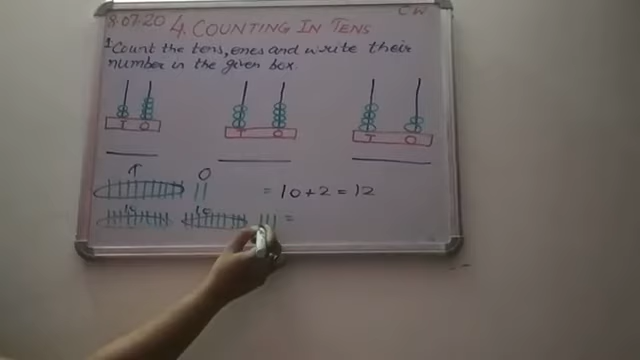 8.07.20 4. COUNTING IN TENS CW
1 Count the tens, ones and write their
number in the given box.
T O T O T O
T O
= 10 + 2 = 12
10 10 =